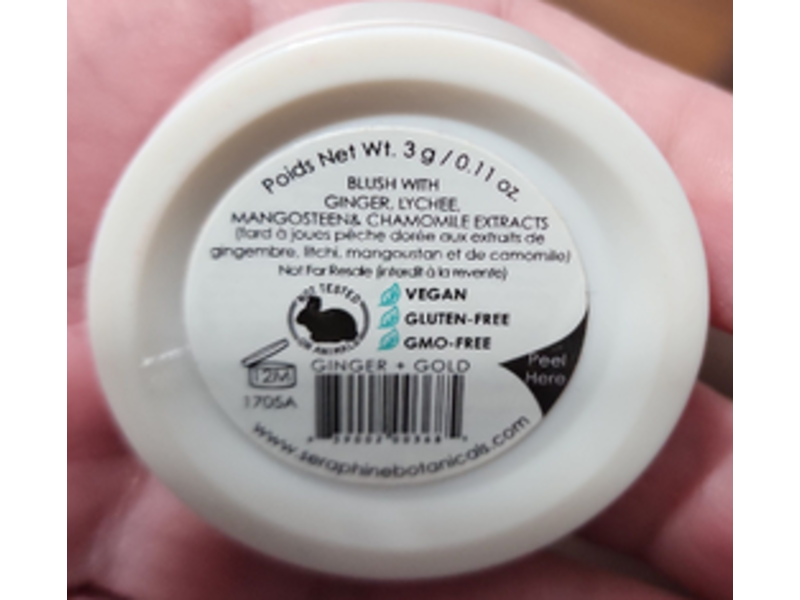 Poids Net Wt. 3 g / 0.11 oz.
BLUSH WITH
GINGER, LYCHEE,
MANGOSTEEN& CHAMOMILE EXTRACTS
(fard à joues pêche dorée aux extraits de
gingembre, litchi, mangoustan et de camomille)
Not For Resale (interdit à la revente)
NOT TESTED
ON ANIMALS
VEGAN
GLUTEN-FREE
GMO-FREE
Peel
Here
12M
GINGER + GOLD
1705A
www.seraphinebotanicals.com